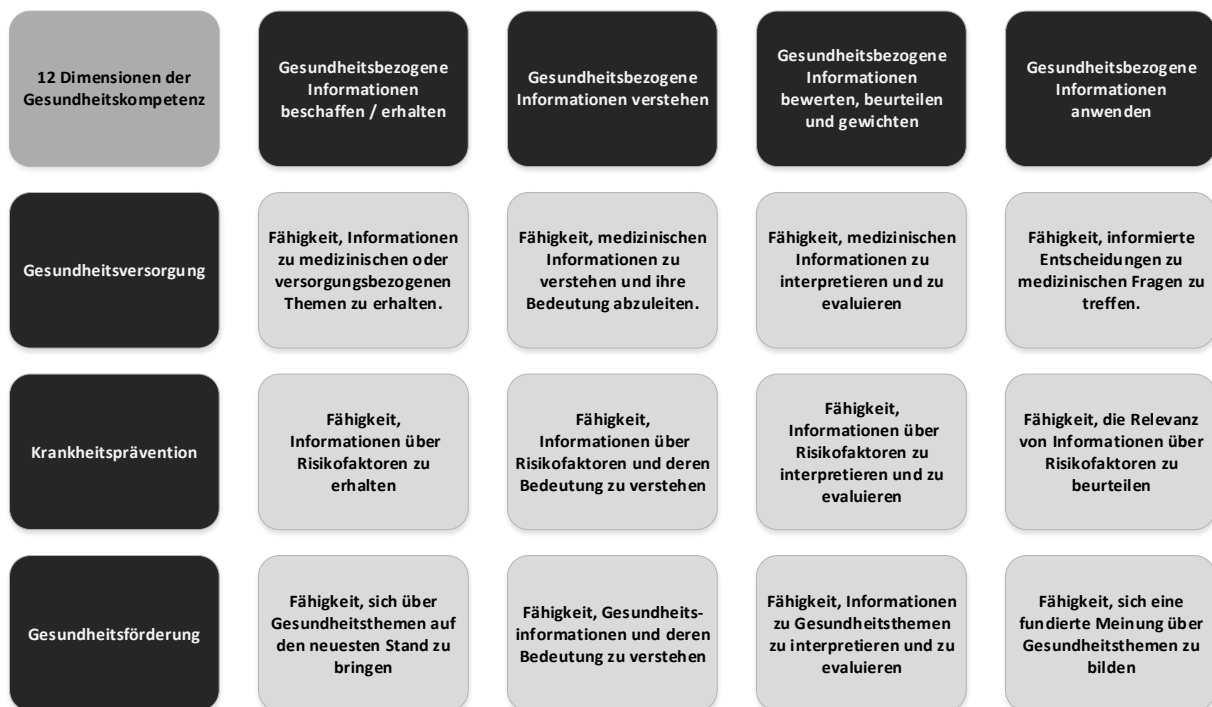 12 Dimensionen der
Gesundheitskompetenz
Gesundheitsbezogene
Informationen
beschaffen / erhalten
Gesundheitsbezogene
Informationen verstehen
Gesundheitsbezogene
Informationen
bewerten, beurteilen
und gewichten
Gesundheitsbezogene
Informationen
anwenden
Gesundheitsversorgung
Fähigkeit, Informationen
zu medizinischen oder
versorgungsbezogenen
Themen zu erhalten.
Fähigkeit, medizinischen
Informationen zu
verstehen und ihre
Bedeutung abzuleiten.
Fähigkeit, medizinischen
Informationen zu
interpretieren und zu
evaluieren
Fähigkeit, informierte
Entscheidungen zu
medizinischen Fragen zu
treffen.
Krankheitsprävention
Fähigkeit,
Informationen über
Risikofaktoren zu
erhalten
Fähigkeit,
Informationen über
Risikofaktoren und deren
Bedeutung zu verstehen
Fähigkeit,
Informationen über
Risikofaktoren zu
interpretieren und zu
evaluieren
Fähigkeit, die Relevanz
von Informationen über
Risikofaktoren zu
beurteilen
Gesundheitsförderung
Fähigkeit, sich über
Gesundheitsthemen auf
den neuesten Stand zu
bringen
Fähigkeit, Gesundheits-
informationen und deren
Bedeutung zu verstehen
Fähigkeit, Informationen
zu Gesundheitsthemen
zu interpretieren und zu
evaluieren
Fähigkeit, sich eine
fundierte Meinung über
Gesundheitsthemen zu
bilden